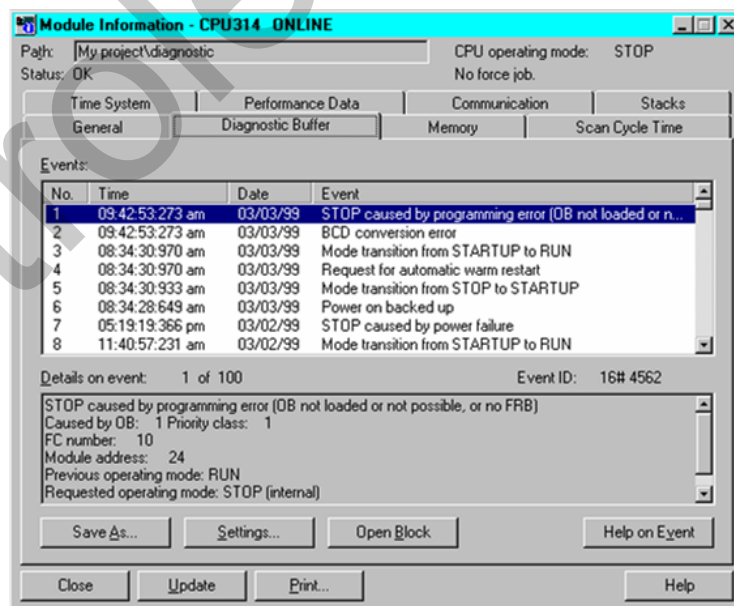 Module Information - CPU314 ONLINE
Path: My project\diagnostic CPU operating mode: STOP
Status: OK No force job.
Time System Performance Data Communication Stacks
General Diagnostic Buffer Memory Scan Cycle Time
Events:
No. Time Date Event
1 09:42:53:273 am 03/03/99 STOP caused by programming error (OB not loaded or n...
2 09:42:53:273 am 03/03/99 BCD conversion error
3 08:34:30:970 am 03/03/99 Mode transition from STARTUP to RUN
4 08:34:30:970 am 03/03/99 Request for automatic warm restart
5 08:34:30:933 am 03/03/99 Mode transition from STOP to STARTUP
6 08:34:28:649 am 03/03/99 Power on backed up
7 05:19:19:366 pm 03/02/99 STOP caused by power failure
8 11:40:57:231 am 03/02/99 Mode transition from STARTUP to RUN
Details on event: 1 of 100 Event ID: 16# 4562
STOP caused by programming error (OB not loaded or not possible, or no FRB)
Caused by OB: 1 Priority class: 1
FC number: 10
Module address: 24
Previous operating mode: RUN
Requested operating mode: STOP (internal)
Save As... Settings... Open Block Help on Event
Close Update Print... Help